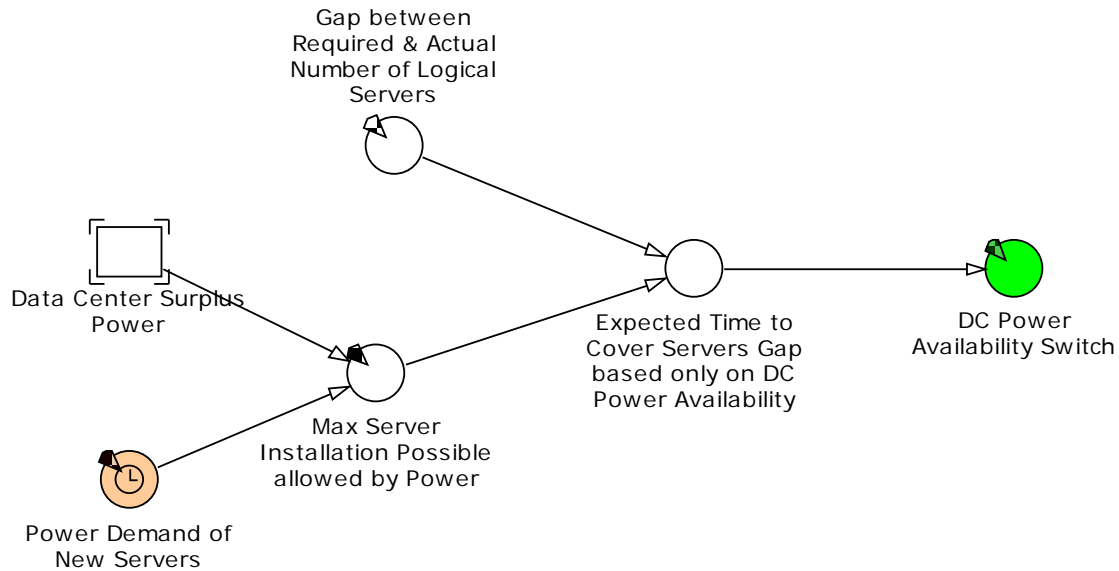 Gap between
Required & Actual
Number of Logical
Servers
Data Center Surplus
Power
Expected Time to
Cover Servers Gap
based only on DC
Power Availability
DC Power
Availability Switch
Max Server
Installation Possible
allowed by Power
Power Demand of
New Servers